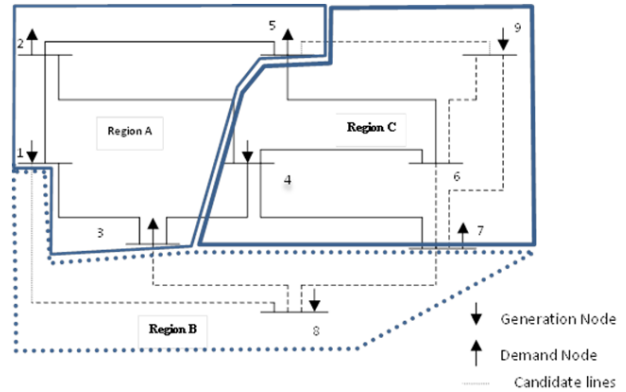 5
9
2
Region A
Region C
1
4
6
3
7
8
Region B
Generation Node
Demand Node
Candidate lines